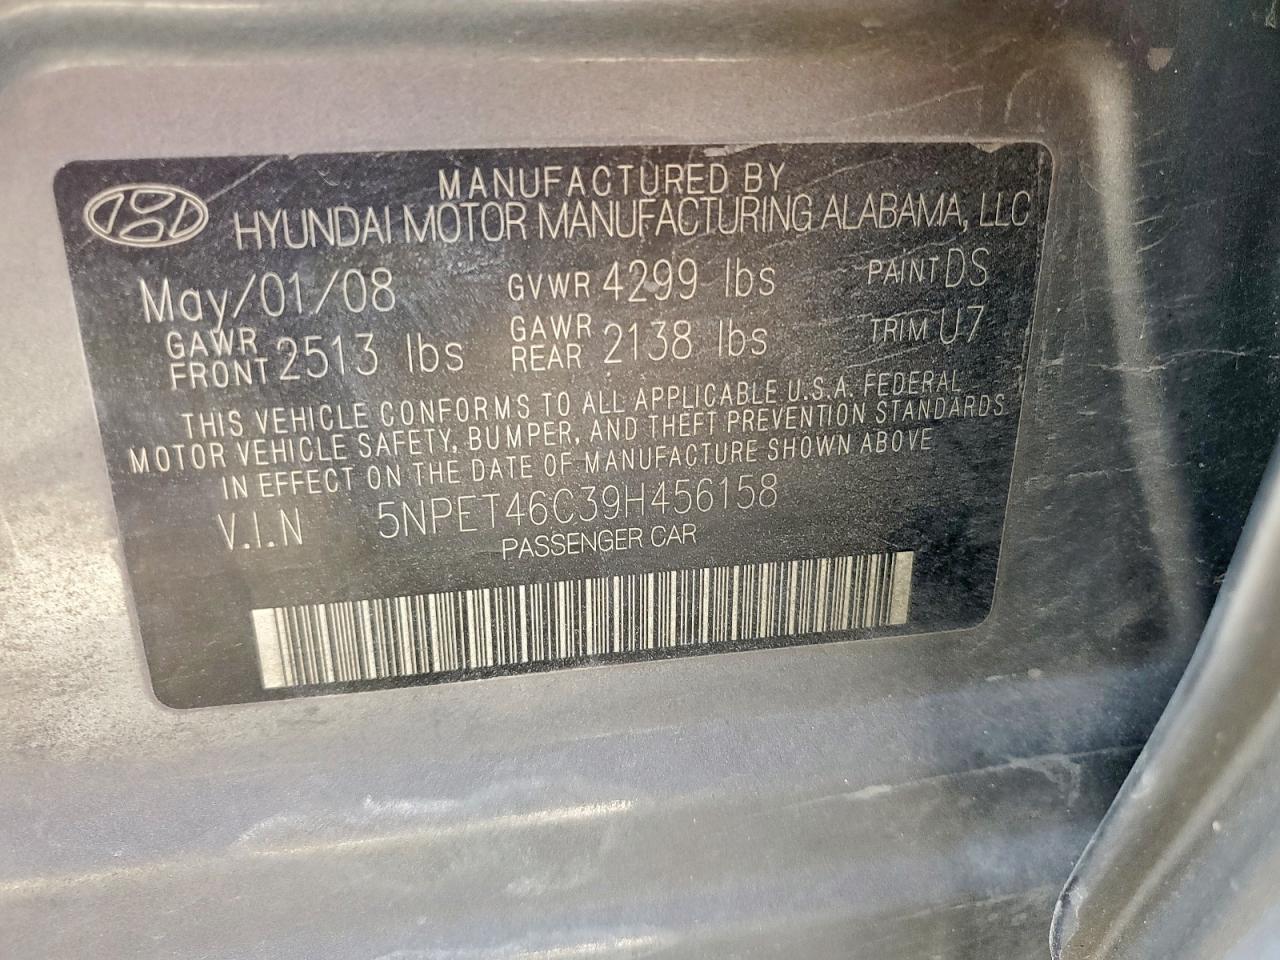 MANUFACTURED BY
HYUNDAI MOTOR MANUFACTURING ALABAMA, LLC
May/01/08 GVWR 4299 lbs PAINT DS
GAWR FRONT 2513 lbs GAWR REAR 2138 lbs TRIM U7
THIS VEHICLE CONFORMS TO ALL APPLICABLE U.S.A. FEDERAL
MOTOR VEHICLE SAFETY, BUMPER, AND THEFT PREVENTION STANDARDS
IN EFFECT ON THE DATE OF MANUFACTURE SHOWN ABOVE
V.I.N 5NPET46C39H456158
PASSENGER CAR